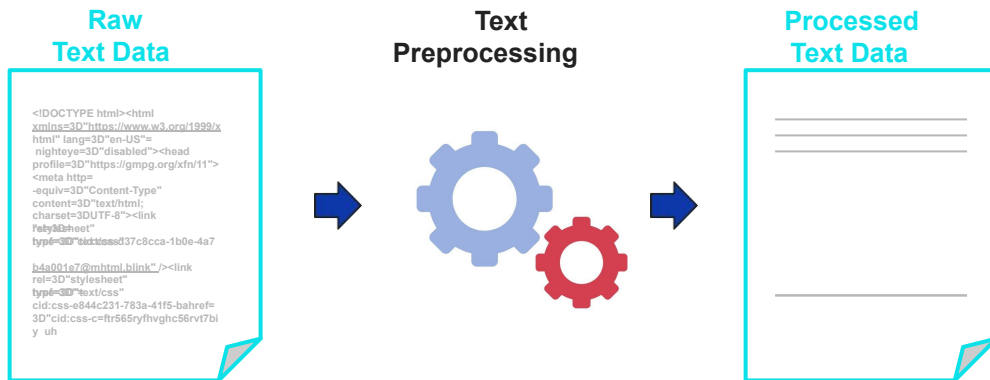 Raw
Text Data
Text
Preprocessing
Processed
Text Data
<!DOCTYPE html><html
xmlns=3D"https://www.w3.org/1999/x
html" lang=3D"en-US"=
nighteye=3D"disabled"><head
profile=3D"https://gmpg.org/xfn/11">
<meta http=
-equiv=3D"Content-Type"
content=3D"text/html;
charset=3DUTF-8"><link
b4a001e7@mhtml.blink" /><link
rel=3D"stylesheet"
cid:css-e844c231-783a-41f5-bahref=
3D"cid:css-c=ftr565ryfhvghc56rvt7bi
y uh